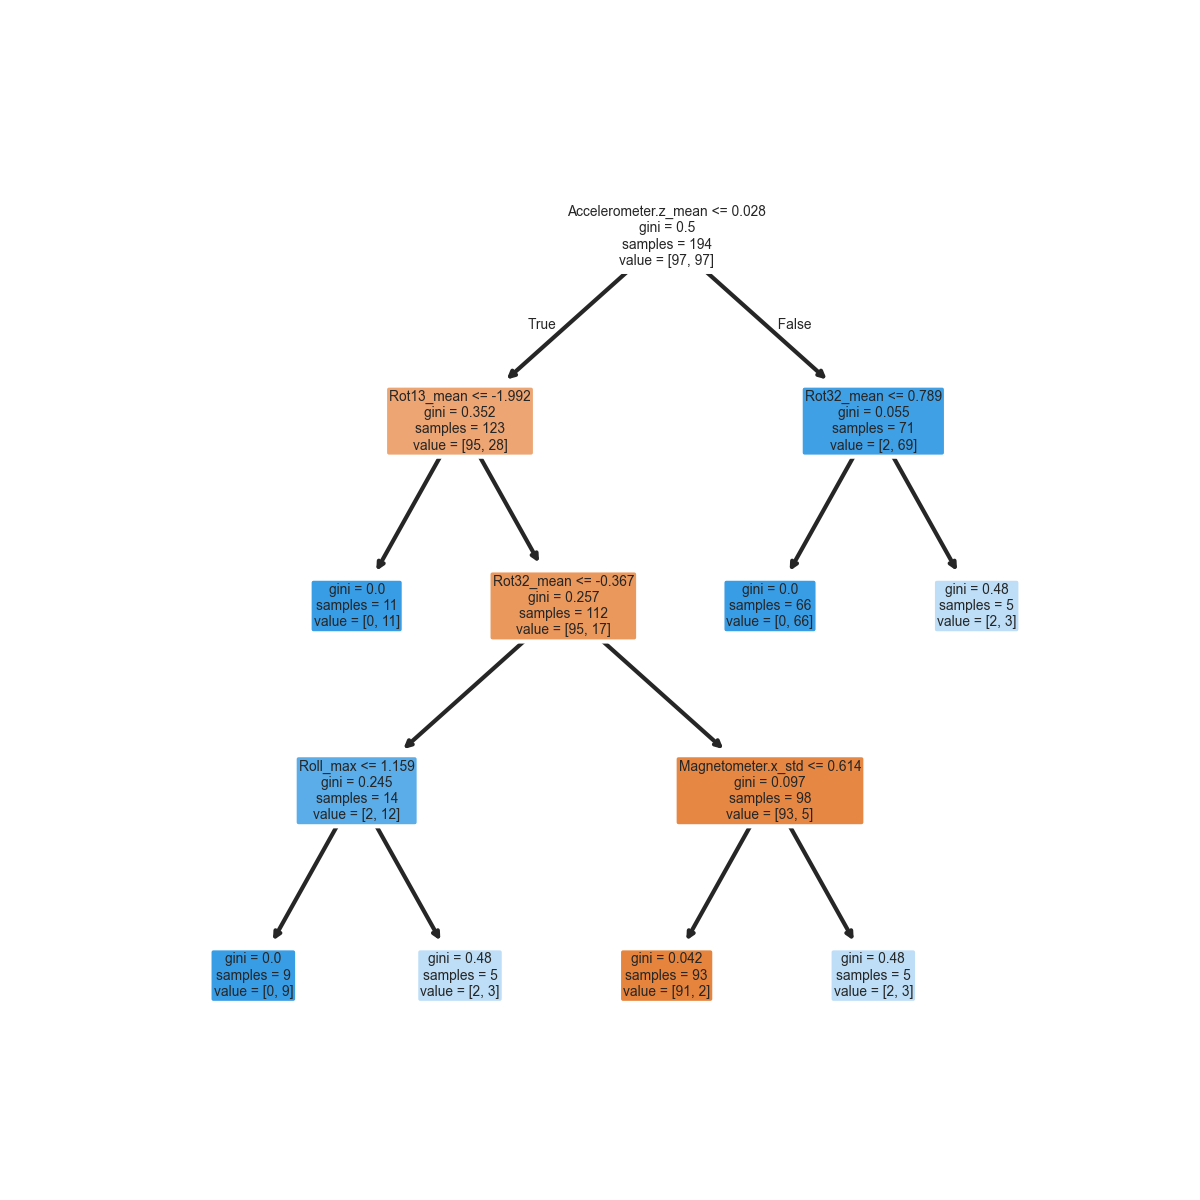 Accelerometer.z_mean <= 0.028
gini = 0.5
samples = 194
value = [97, 97]
True
False
Rot13_mean <= -1.992
gini = 0.352
samples = 123
value = [95, 28]
Rot32_mean <= 0.789
gini = 0.055
samples = 71
value = [2, 69]
gini = 0.0
samples = 11
value = [0, 11]
Rot32_mean <= -0.367
gini = 0.257
samples = 112
value = [95, 17]
gini = 0.0
samples = 66
value = [0, 66]
gini = 0.48
samples = 5
value = [2, 3]
Roll_max <= 1.159
gini = 0.245
samples = 14
value = [2, 12]
Magnetometer.x_std <= 0.614
gini = 0.097
samples = 98
value = [93, 5]
gini = 0.0
samples = 9
value = [0, 9]
gini = 0.48
samples = 5
value = [2, 3]
gini = 0.042
samples = 93
value = [91, 2]
gini = 0.48
samples = 5
value = [2, 3]